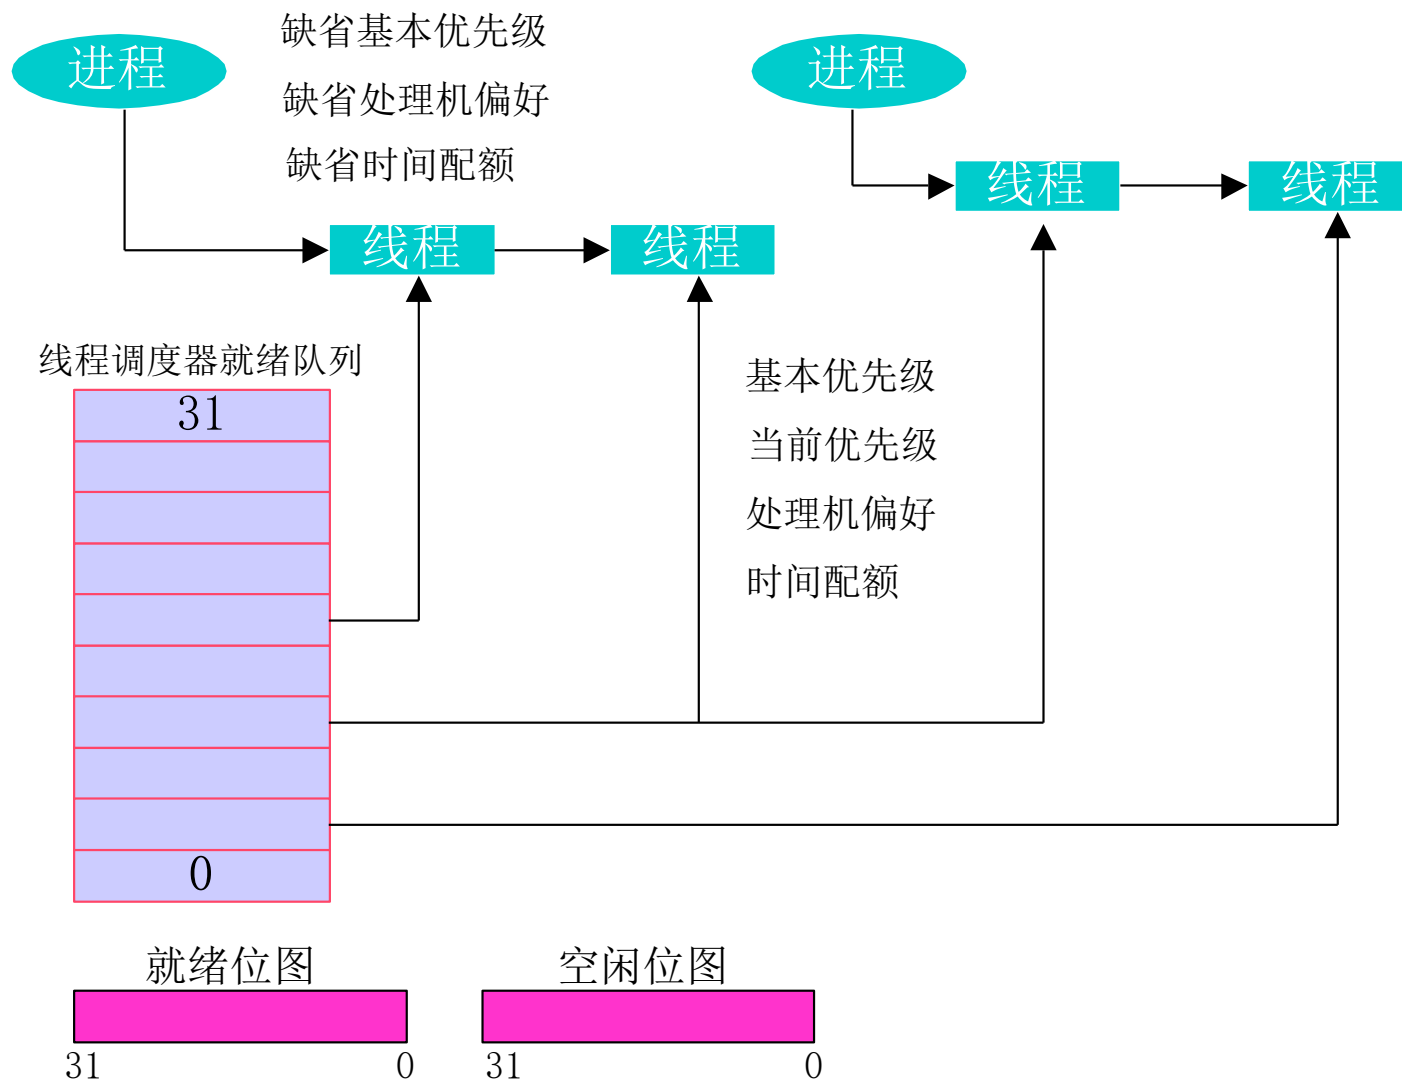 进程
缺省基本优先级
缺省处理机偏好
缺省时间配额
进程
线程
线程
线程
线程
线程调度器就绪队列
31
0
基本优先级
当前优先级
处理机偏好
时间配额
就绪位图
31 0
空闲位图
31 0